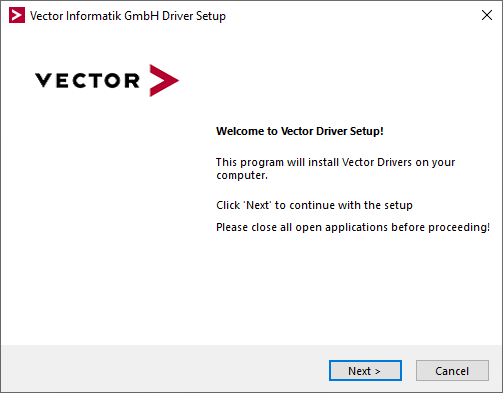 Vector Informatik GmbH Driver Setup
VECTOR
Welcome to Vector Driver Setup!
This program will install Vector Drivers on your
computer.
Click 'Next' to continue with the setup
Please close all open applications before proceeding!
Next >
Cancel